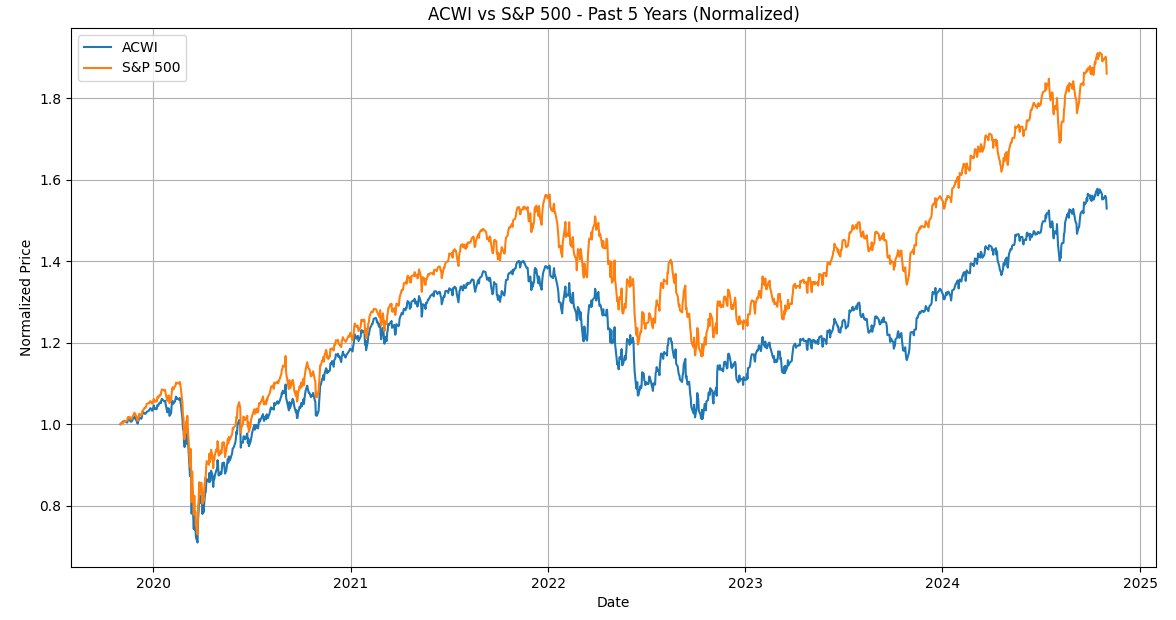 ACWI vs S&P 500 - Past 5 Years (Normalized)
ACWI
S&P 500
Normalized Price
1.8
1.6
1.4
1.2
1.0
0.8
2020 2021 2022 2023 2024 2025
Date